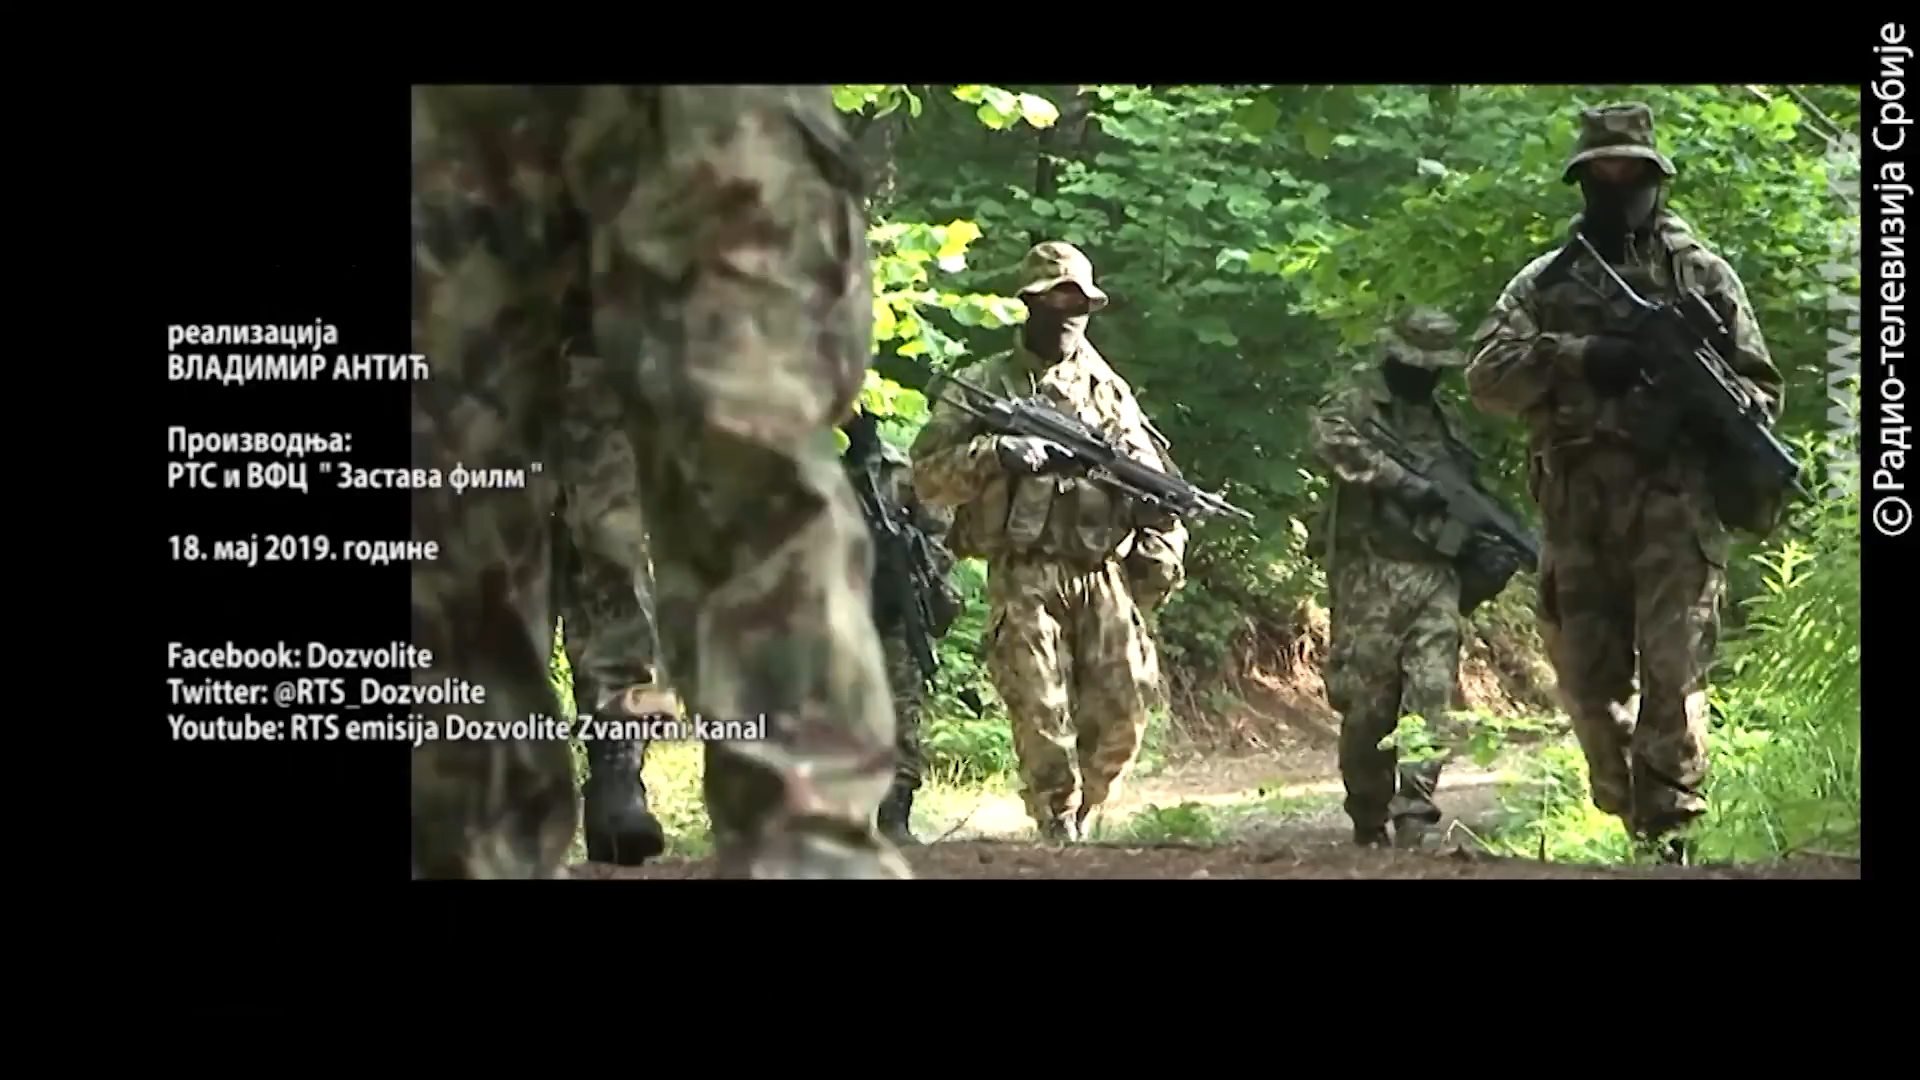 реализација
ВЛАДИМИР АНТИЋ
Производња:
РТС и ВФЦ " Застава филм "
18. мај 2019. године
Facebook: Dozvolite
Twitter: @RTS_Dozvolite
Youtube: RTS emisija Dozvolite Zvanični kanal
©Радио-телевизија Србије